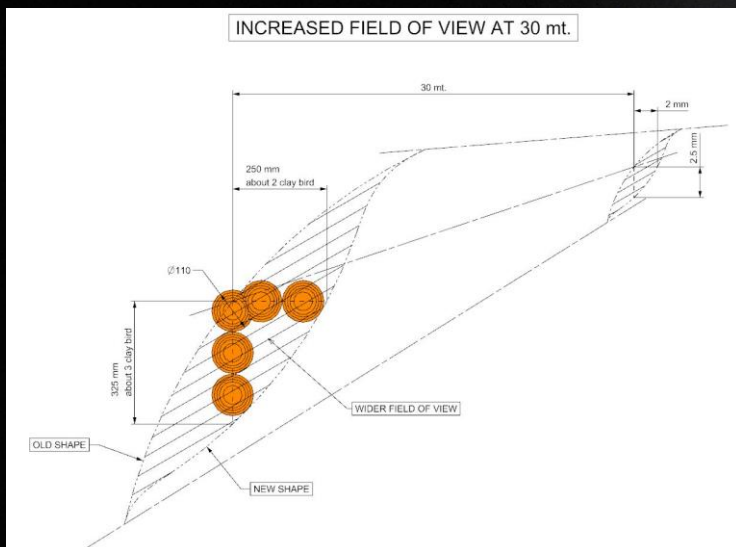 INCREASED FIELD OF VIEW AT 30 mt.
30 mt.
2 mm
2.5 mm
250 mm
about 2 clay bird
Ø110
325 mm
about 3 clay bird
WIDER FIELD OF VIEW
OLD SHAPE
NEW SHAPE